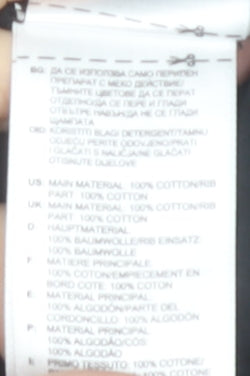 BG: ДА СЕ ИЗПОЛЗВА САМО ПЕРИЛЕН
ПРЕПАРАТ С МЕКО ДЕЙСТВИЕ/
ТЪМНИТЕ ЦВЕТОВЕ ДА СЕ ПЕРАТ
ОТДЕЛНО/ДА СЕ ПЕРЕ И ГЛАДИ
ОТВЪТРЕ НАВЪН/ДА НЕ СЕ ГЛАДИ
ЩАМПАТА
KORISTITI BLAGI DETERGENT/TAMNU
ODJEĆU PERITE ODVOJENO/PRATI
I GLAČATI S NALIČJA/NE GLAČATI
OTISNUTE DIJELOVE
US: MAIN MATERIAL: 100% COTTON/RIB
PART: 100% COTTON
UK: MAIN MATERIAL: 100% COTTON/RIB
PART: 100% COTTON
D: HAUPTMATERIAL:
100% BAUMWOLLE/RIB EINSATZ:
100% BAUMWOLLE
F: MATIERE PRINCIPALE:
100% COTON/EMPIECEMENT EN
BORD COTE: 100% COTON
E: MATERIAL PRINCIPAL:
100% ALGODÓN/PARTE DEL
CORDONCILLO: 100% ALGODÓN
P: MATERIAL PRINCIPAL:
100% ALGODÃO/CÓS:
100% ALGODÃO
PRIMO TESSUTO: 100% COTONE/